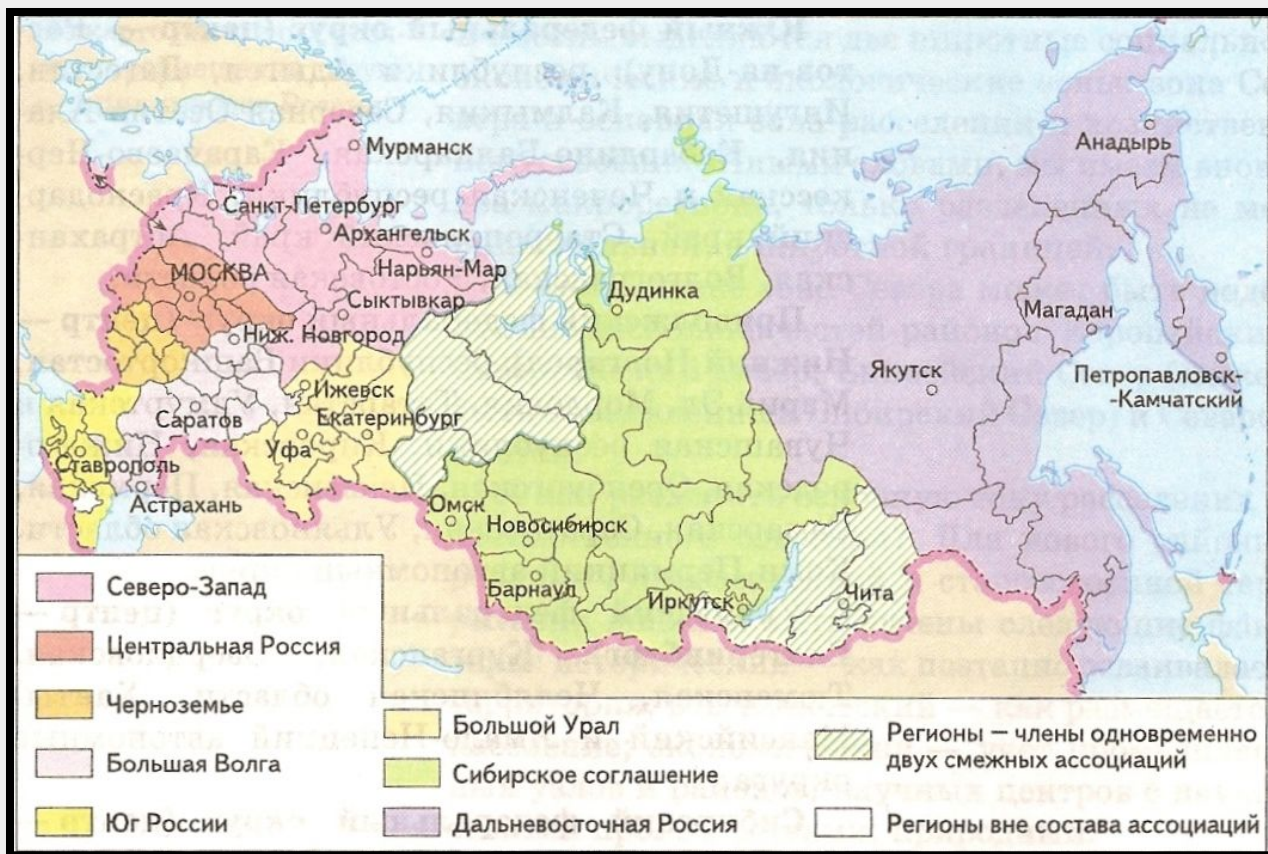 Мурманск
Анадырь
Санкт-Петербург
Архангельск
МОСКВА
Нарьян-Мар
Дудинка
Сыктывкар
Магадан
Ниж. Новгород
Якутск
Петропавловск-
-Камчатский
Ижевск
Саратов
Екатеринбург
Уфа
Ставрополь
Астрахань
Омск
Новосибирск
Барнаул
Иркутск
Чита
Северо-Запад
Центральная Россия
Черноземье
Большая Волга
Юг России
Большой Урал
Сибирское соглашение
Дальневосточная Россия
Регионы — члены одновременно
двух смежных ассоциаций
Регионы вне состава ассоциаций